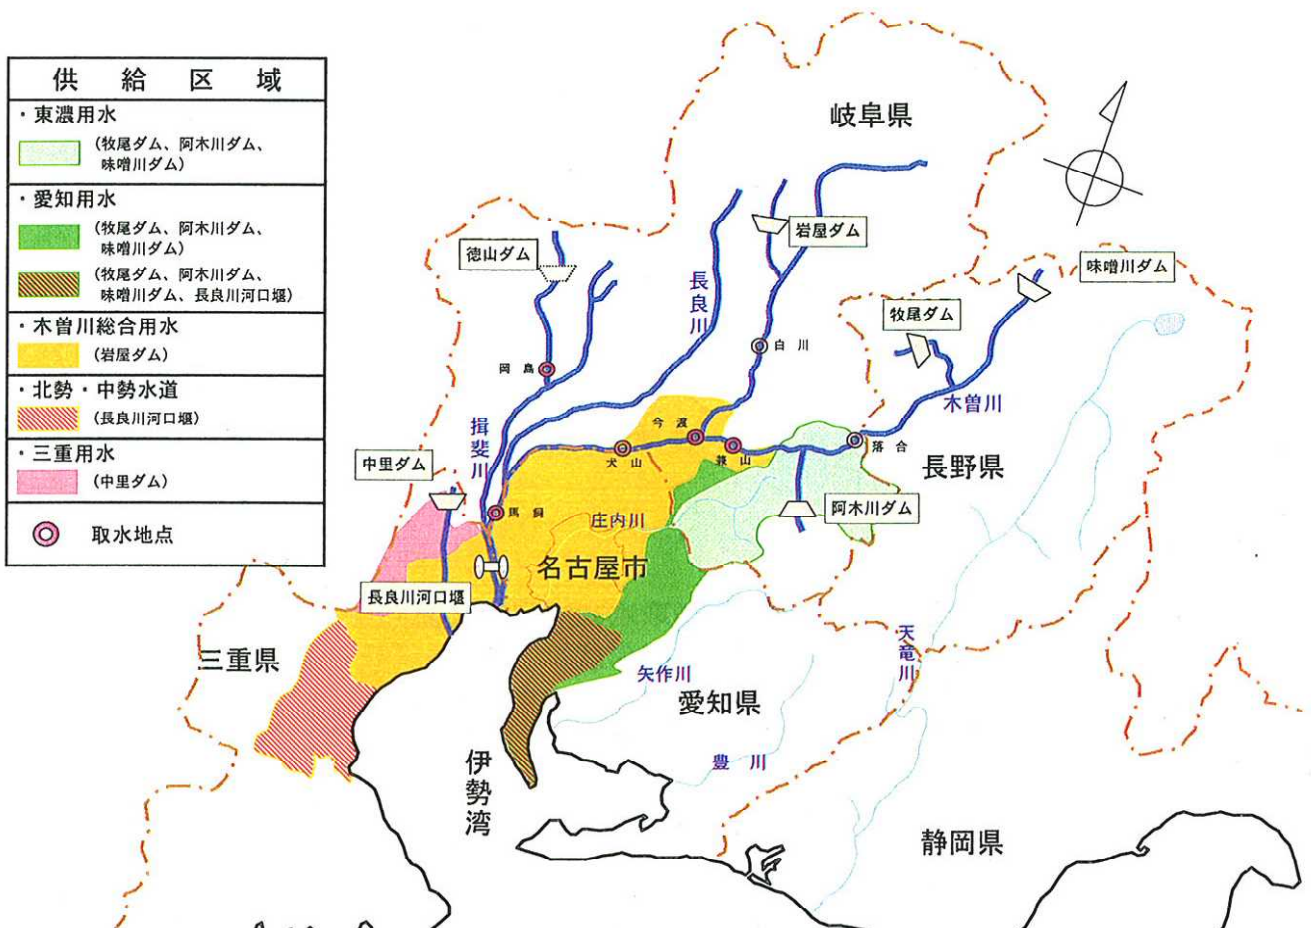 供給区域
・東濃用水
(牧尾ダム、阿木川ダム、
味噌川ダム)
・愛知用水
(牧尾ダム、阿木川ダム、
味噌川ダム)
(牧尾ダム、阿木川ダム、
味噌川ダム、長良川河口堰)
・木曽川総合用水
(岩屋ダム)
・北勢・中勢水道
(長良川河口堰)
・三重用水
(中里ダム)
取水地点
岐阜県
岩屋ダム
徳山ダム
味噌川ダム
長良川
牧尾ダム
白川
岡島
木曽川
揖斐川
今渡
落合
犬山
兼山
中里ダム
長野県
馬飼
庄内川
阿木川ダム
名古屋市
長良川河口堰
天竜川
三重県
矢作川
愛知県
伊勢湾
豊川
静岡県